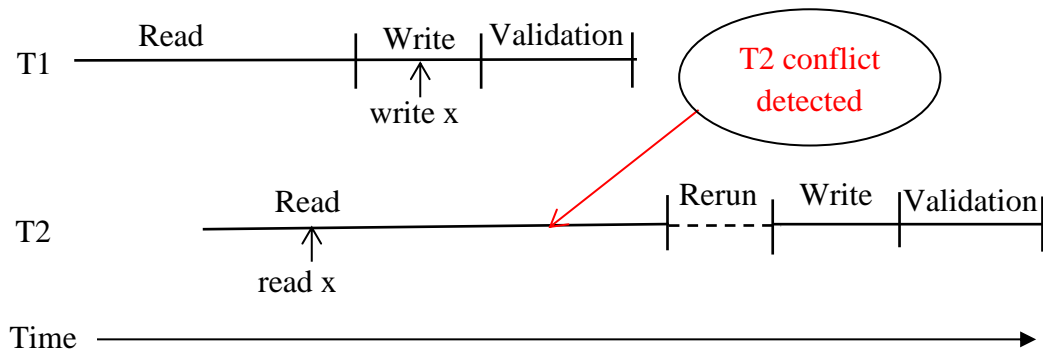 Read
Write
Validation
T1
T2 conflict
detected
write x
Read
Rerun
Write
Validation
T2
read x
Time